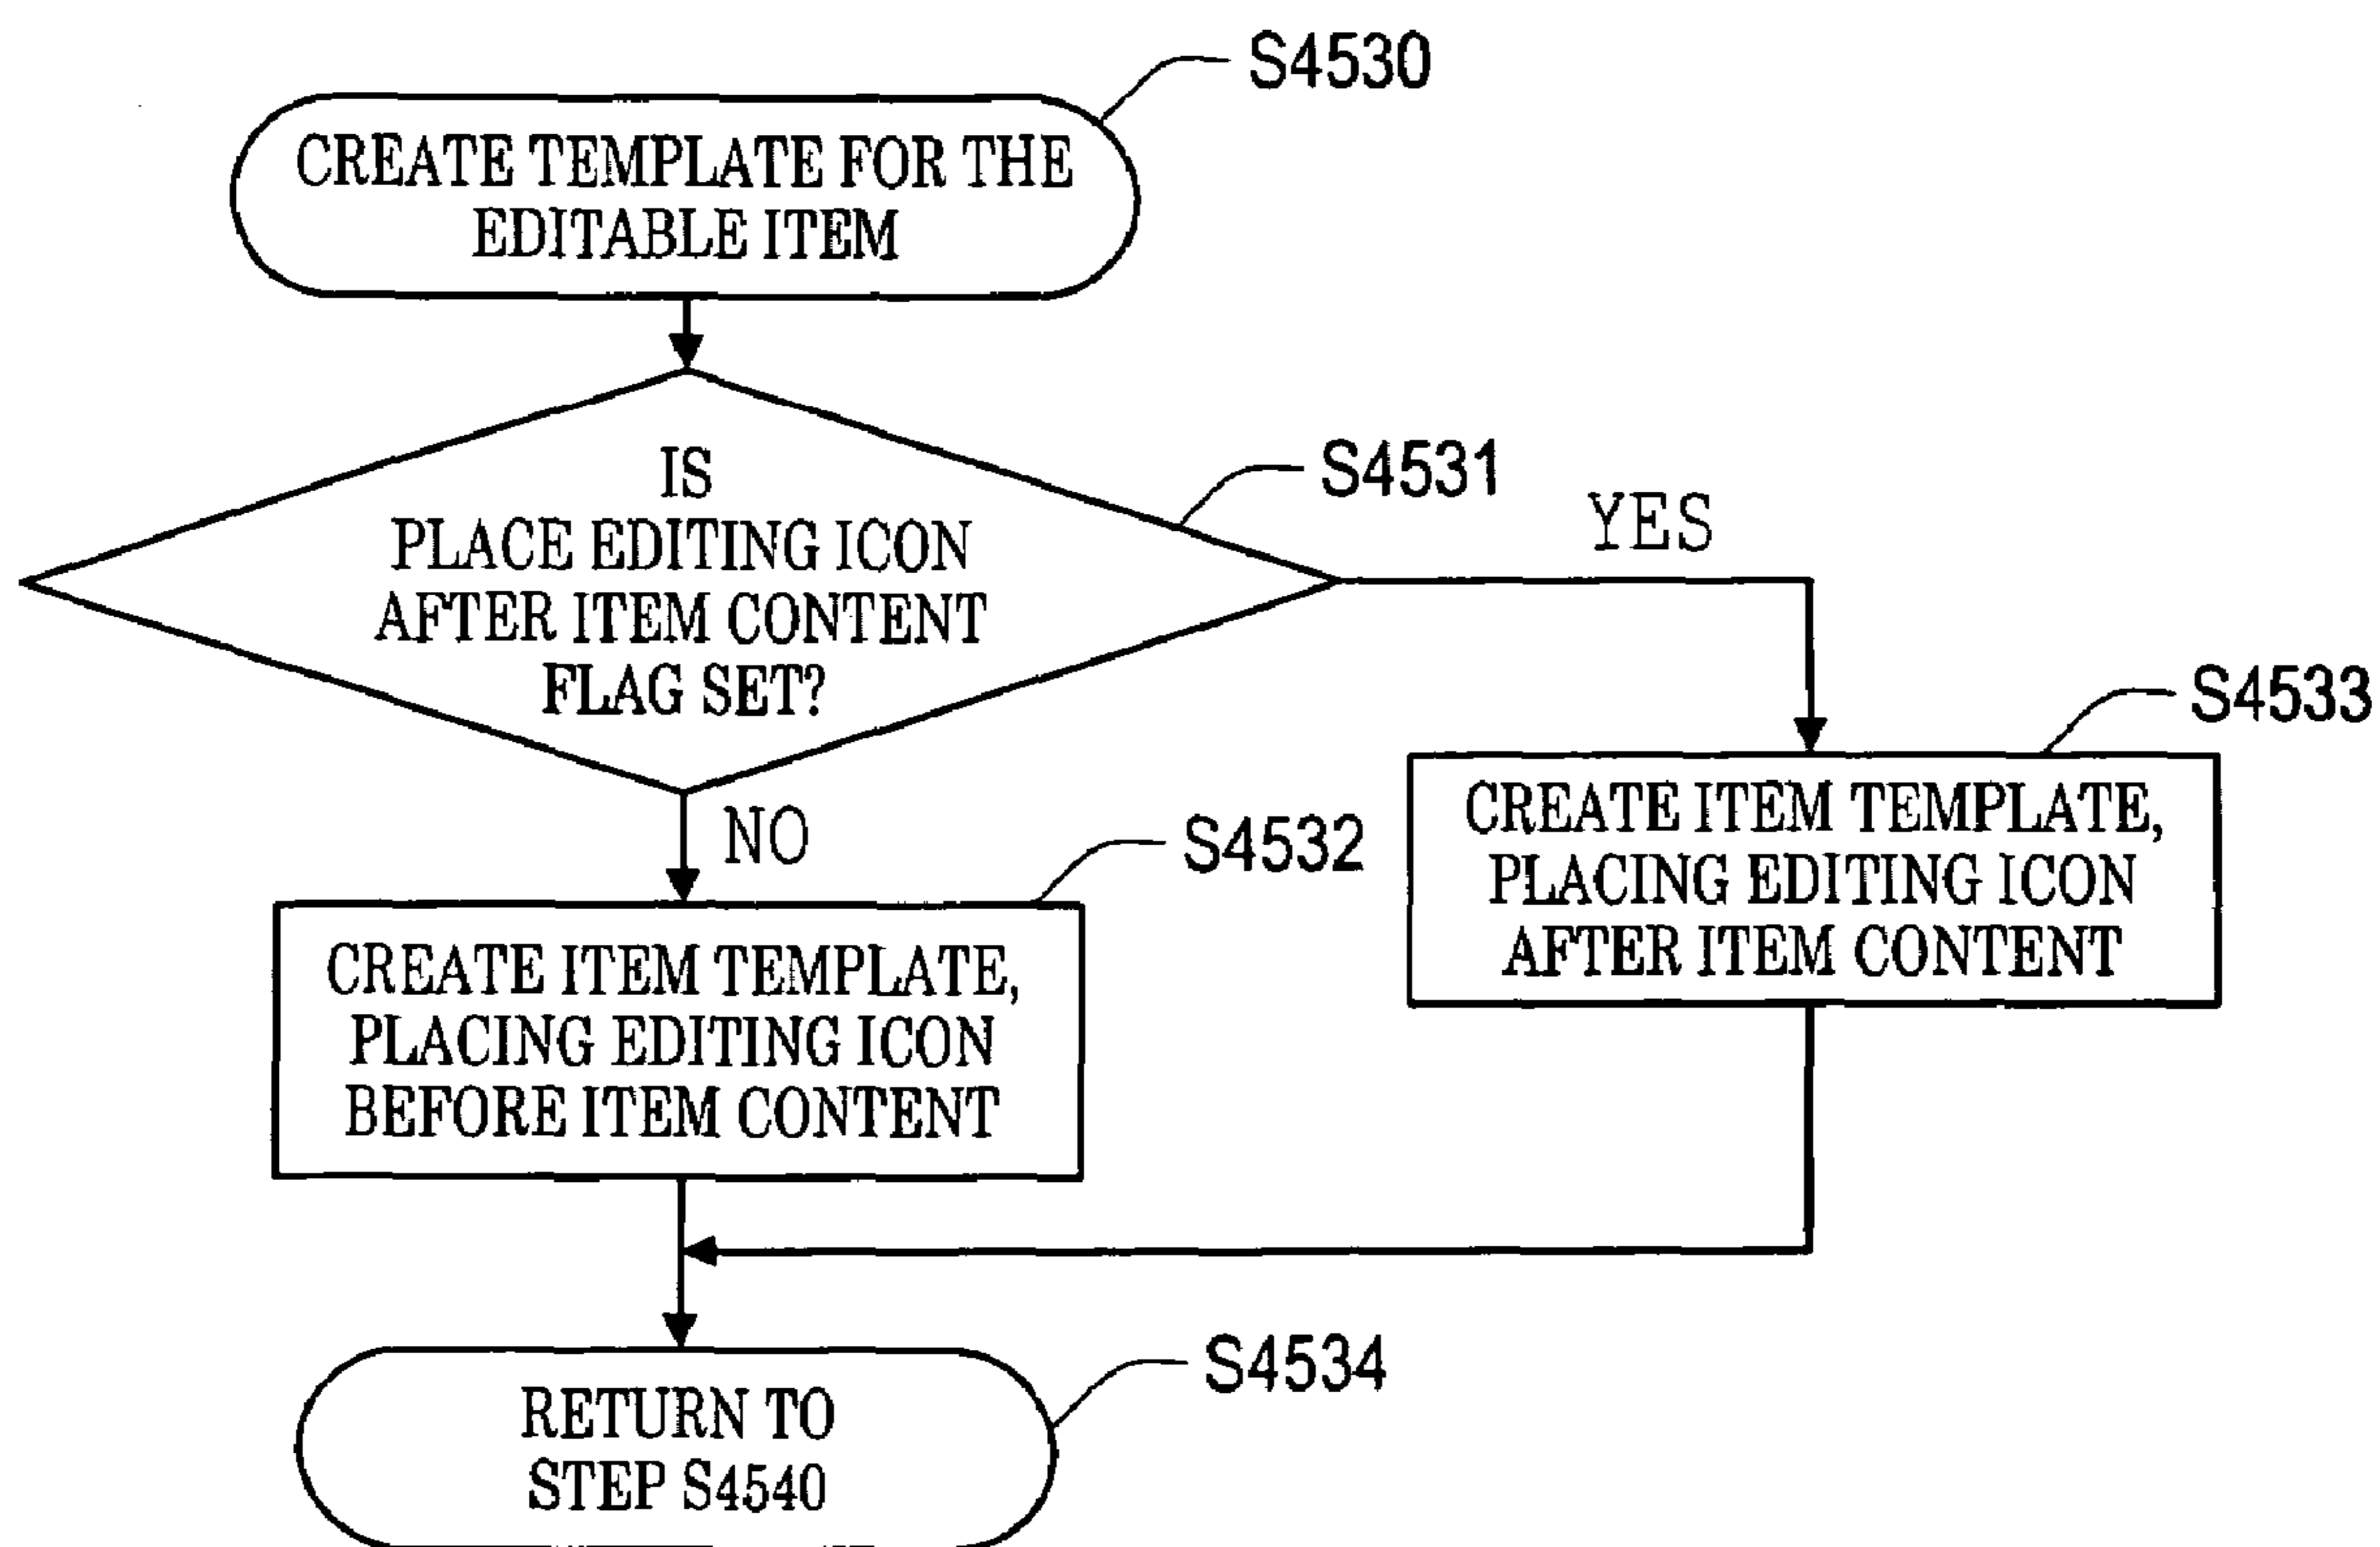 S4530
CREATE TEMPLATE FOR THE
EDITABLE ITEM
IS
PLACE EDITING ICON
AFTER ITEM CONTENT
FLAG SET?
S4531
YES
NO
S4533
CREATE ITEM TEMPLATE,
PLACING EDITING ICON
AFTER ITEM CONTENT
S4532
CREATE ITEM TEMPLATE,
PLACING EDITING ICON
BEFORE ITEM CONTENT
S4534
RETURN TO
STEP S4540